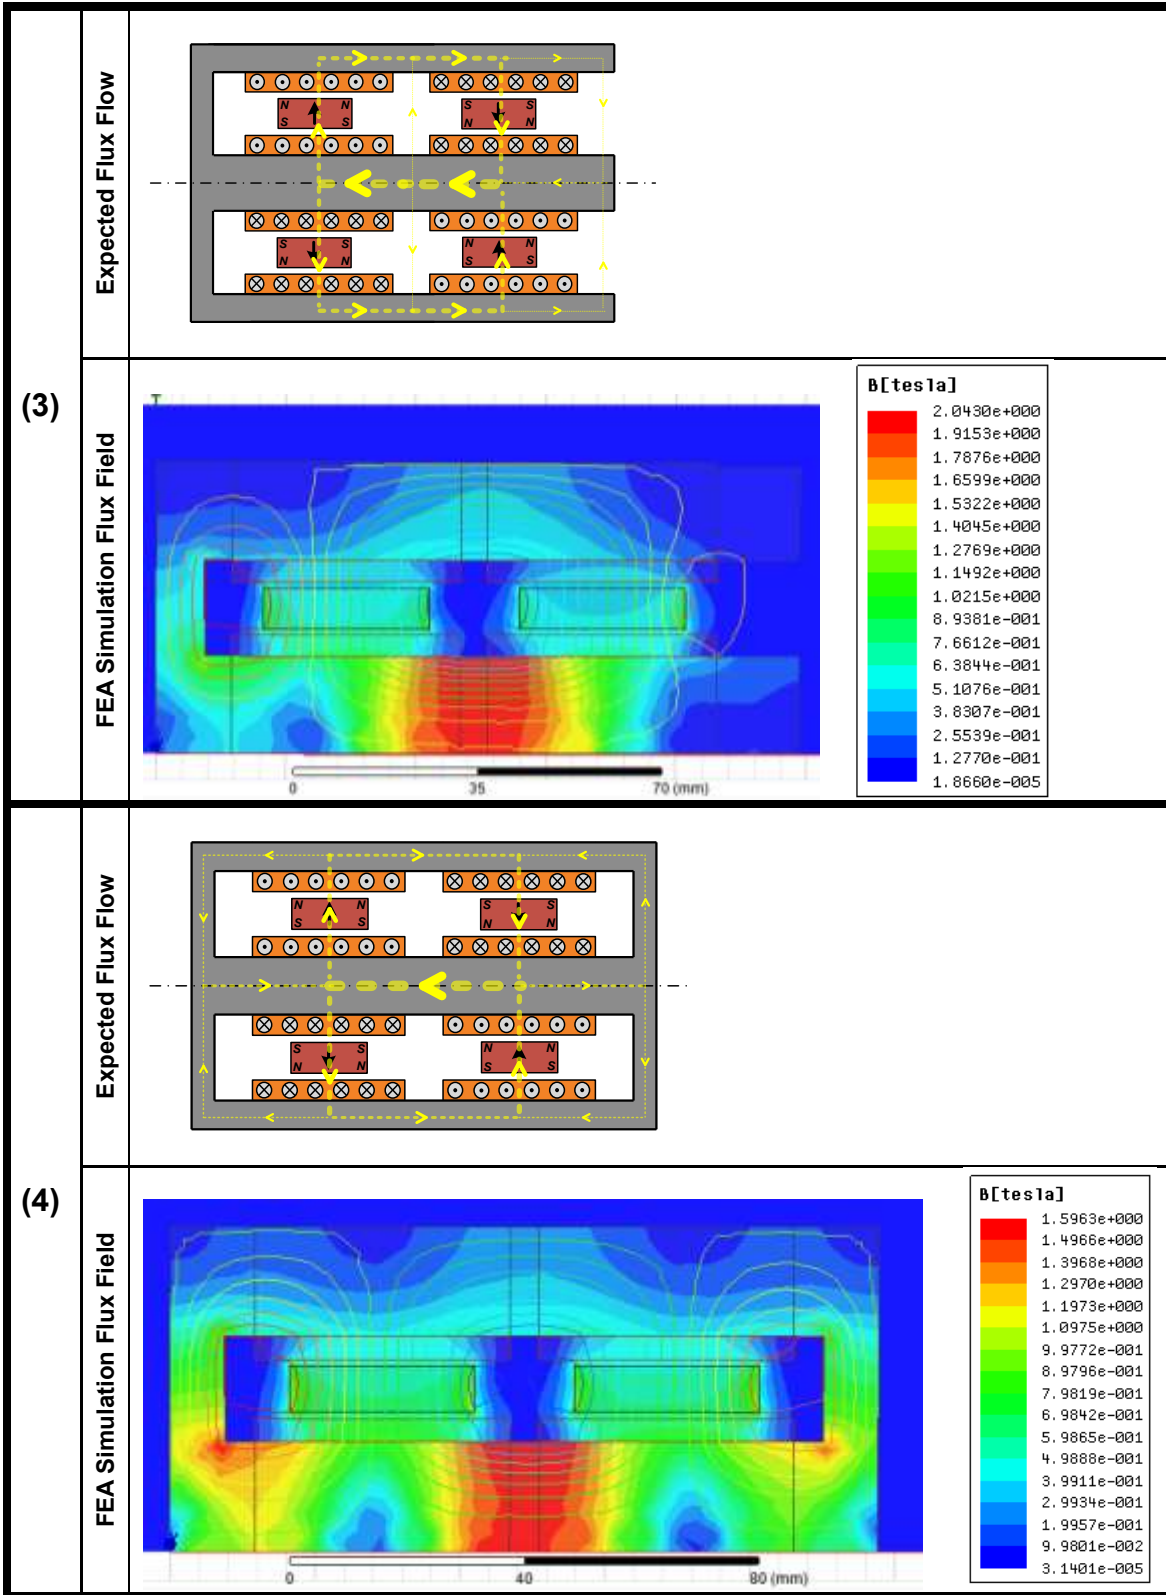 (3)
Expected Flux Flow
N N
S S
S S
N N
S S
N N
N N
S S
FEA Simulation Flux Field
0 35 70 (mm)
B[tesla]
2.0430e+000
1.9153e+000
1.7876e+000
1.6599e+000
1.5322e+000
1.4045e+000
1.2769e+000
1.1492e+000
1.0215e+000
8.9381e-001
7.6612e-001
6.3844e-001
5.1076e-001
3.8307e-001
2.5539e-001
1.2770e-001
1.8660e-005
(4)
Expected Flux Flow
N N
S S
S S
N N
S S
N N
N N
S S
FEA Simulation Flux Field
0 40 80 (mm)
B[tesla]
1.5963e+000
1.4966e+000
1.3968e+000
1.2970e+000
1.1973e+000
1.0975e+000
9.9772e-001
8.9796e-001
7.9819e-001
6.9842e-001
5.9865e-001
4.9888e-001
3.9911e-001
2.9934e-001
1.9957e-001
9.9801e-002
3.1401e-005